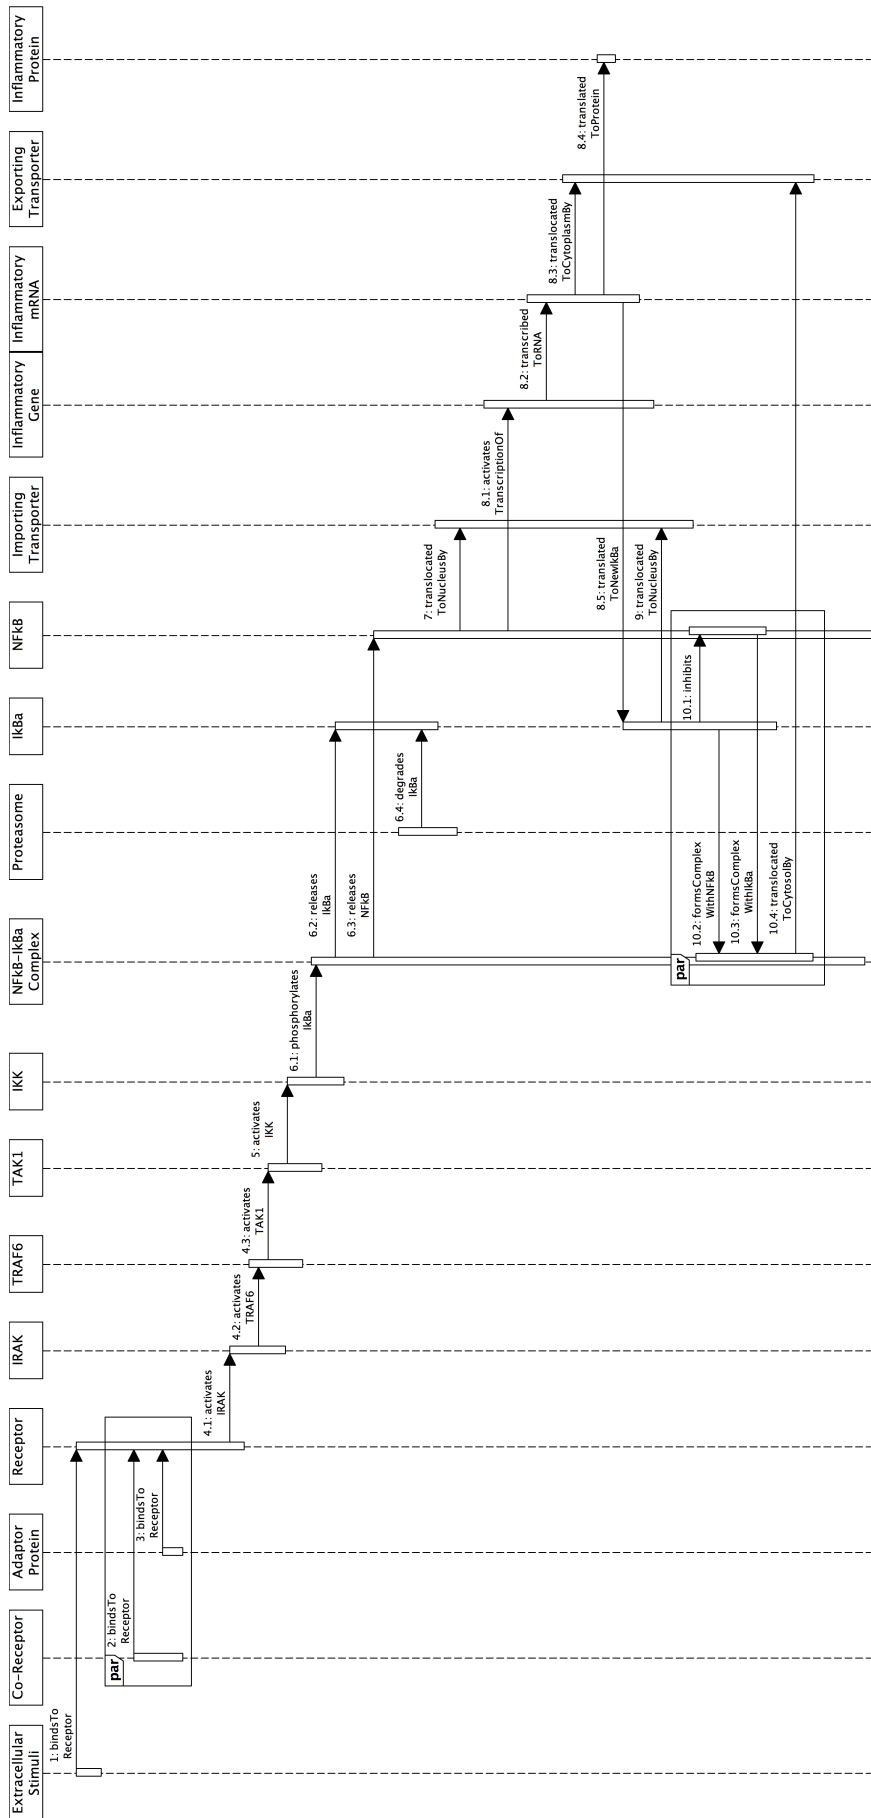 Extracellular
Stimuli
Co-Receptor
Adaptor
Protein
Receptor
IRAK
TRAF6
TAK1
IKK
NFkB-IkBa
Complex
Proteasome
IkBa
NFkB
Importing
Transporter
Inflammatory
Gene
Inflammatory
mRNA
Exporting
Transporter
Inflammatory
Protein
1: bindsTo
Receptor
par
2: bindsTo
Receptor
3: bindsTo
Receptor
4.1: activates
IRAK
4.2: activates
TRAF6
4.3: activates
TAK1
5: activates
IKK
6.1: phosphorylates
IkBa
6.2: releases
IkBa
6.3: releases
NFkB
6.4: degrades
IkBa
7: translocated
ToNucleusBy
8.1: activates
TranscriptionOf
8.2: transcribed
ToRNA
8.3: translocated
ToCytoplasmBy
8.4: translated
ToProtein
8.5: translated
ToNewIkBa
9: translocated
ToNucleusBy
par
10.1: inhibits
10.2: formsComplex
WithNFkB
10.3: formsComplex
WithIkBa
10.4: translocated
ToCytosolBy